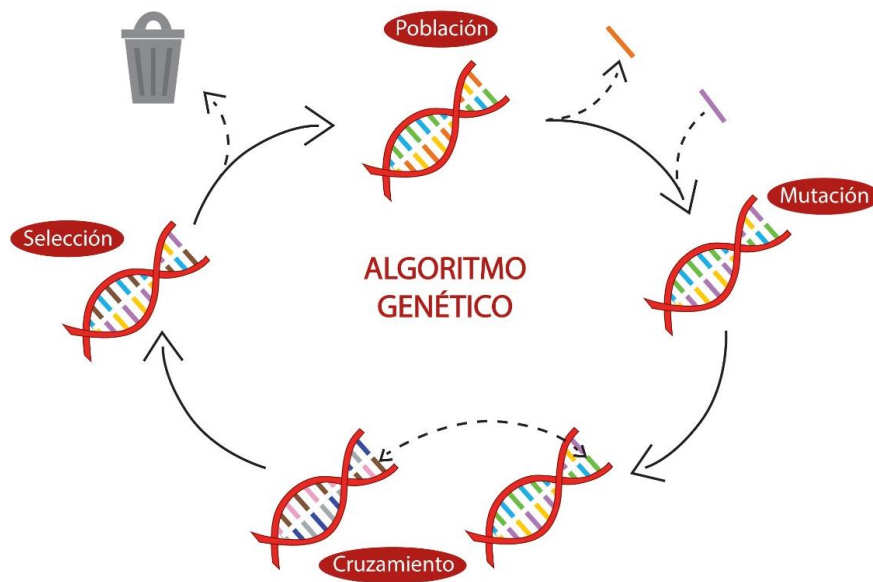 Población
Mutación
Selección
ALGORITMO
GENÉTICO
Cruzamiento